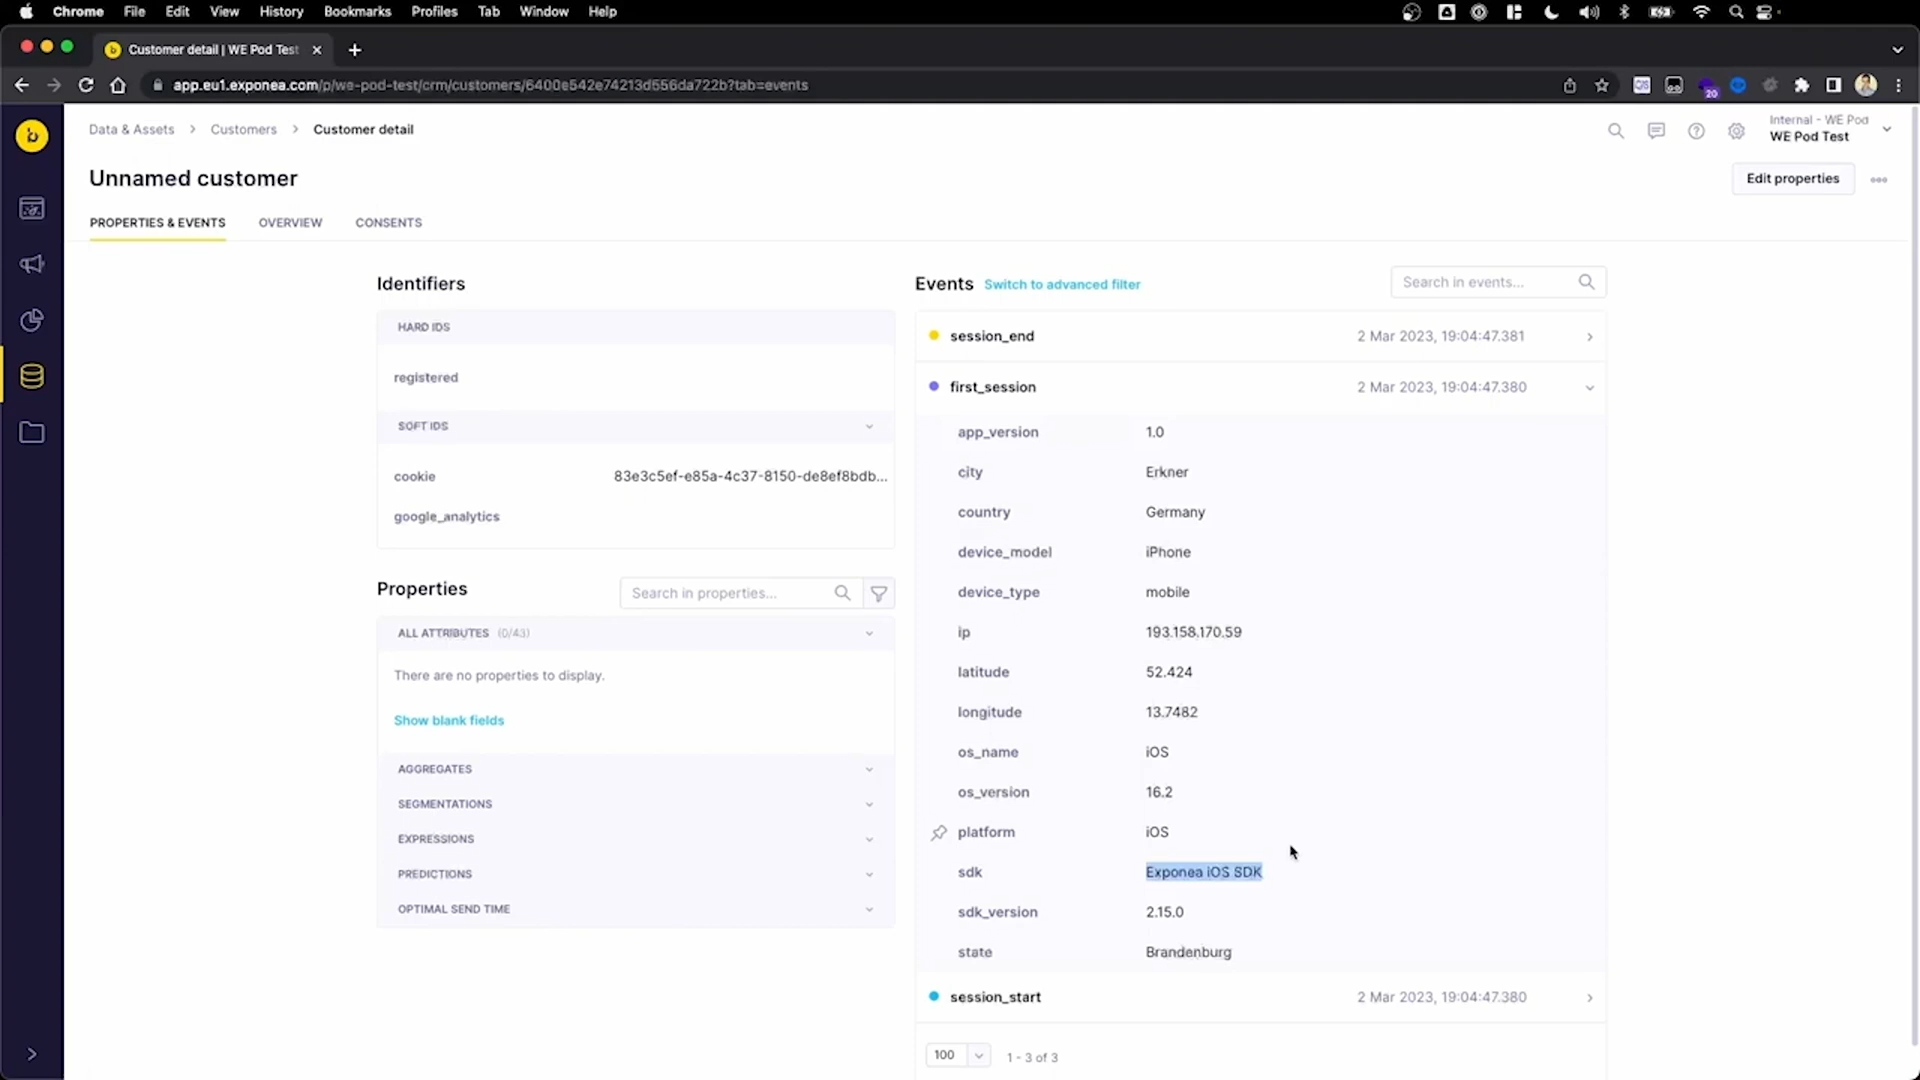 Chrome File Edit View History Bookmarks Profiles Tab Window Help
Customer detail | WE Pod Test
app.eu1.exponea.com/p/we-pod-test/crm/customers/6400e542e74213d556da722b?tab=events
20
Data & Assets > Customers > Customer detail
Internal - WE Pod
WE Pod Test
Unnamed customer
Edit properties
PROPERTIES & EVENTS OVERVIEW CONSENTS
Identifiers
HARD IDS
registered
SOFT IDS
cookie 83e3c5ef-e85a-4c37-8150-de8ef8bdb...
google_analytics
Properties
Search in properties...
ALL ATTRIBUTES (0/43)
There are no properties to display.
Show blank fields
AGGREGATES
SEGMENTATIONS
EXPRESSIONS
PREDICTIONS
OPTIMAL SEND TIME
Events Switch to advanced filter
Search in events...
session_end 2 Mar 2023, 19:04:47.381
first_session 2 Mar 2023, 19:04:47.380
app_version 1.0
city Erkner
country Germany
device_model iPhone
device_type mobile
ip 193.158.170.59
latitude 52.424
longitude 13.7482
os_name iOS
os_version 16.2
platform iOS
sdk Exponea iOS SDK
sdk_version 2.15.0
state Brandenburg
session_start 2 Mar 2023, 19:04:47.380
100 1 - 3 of 3